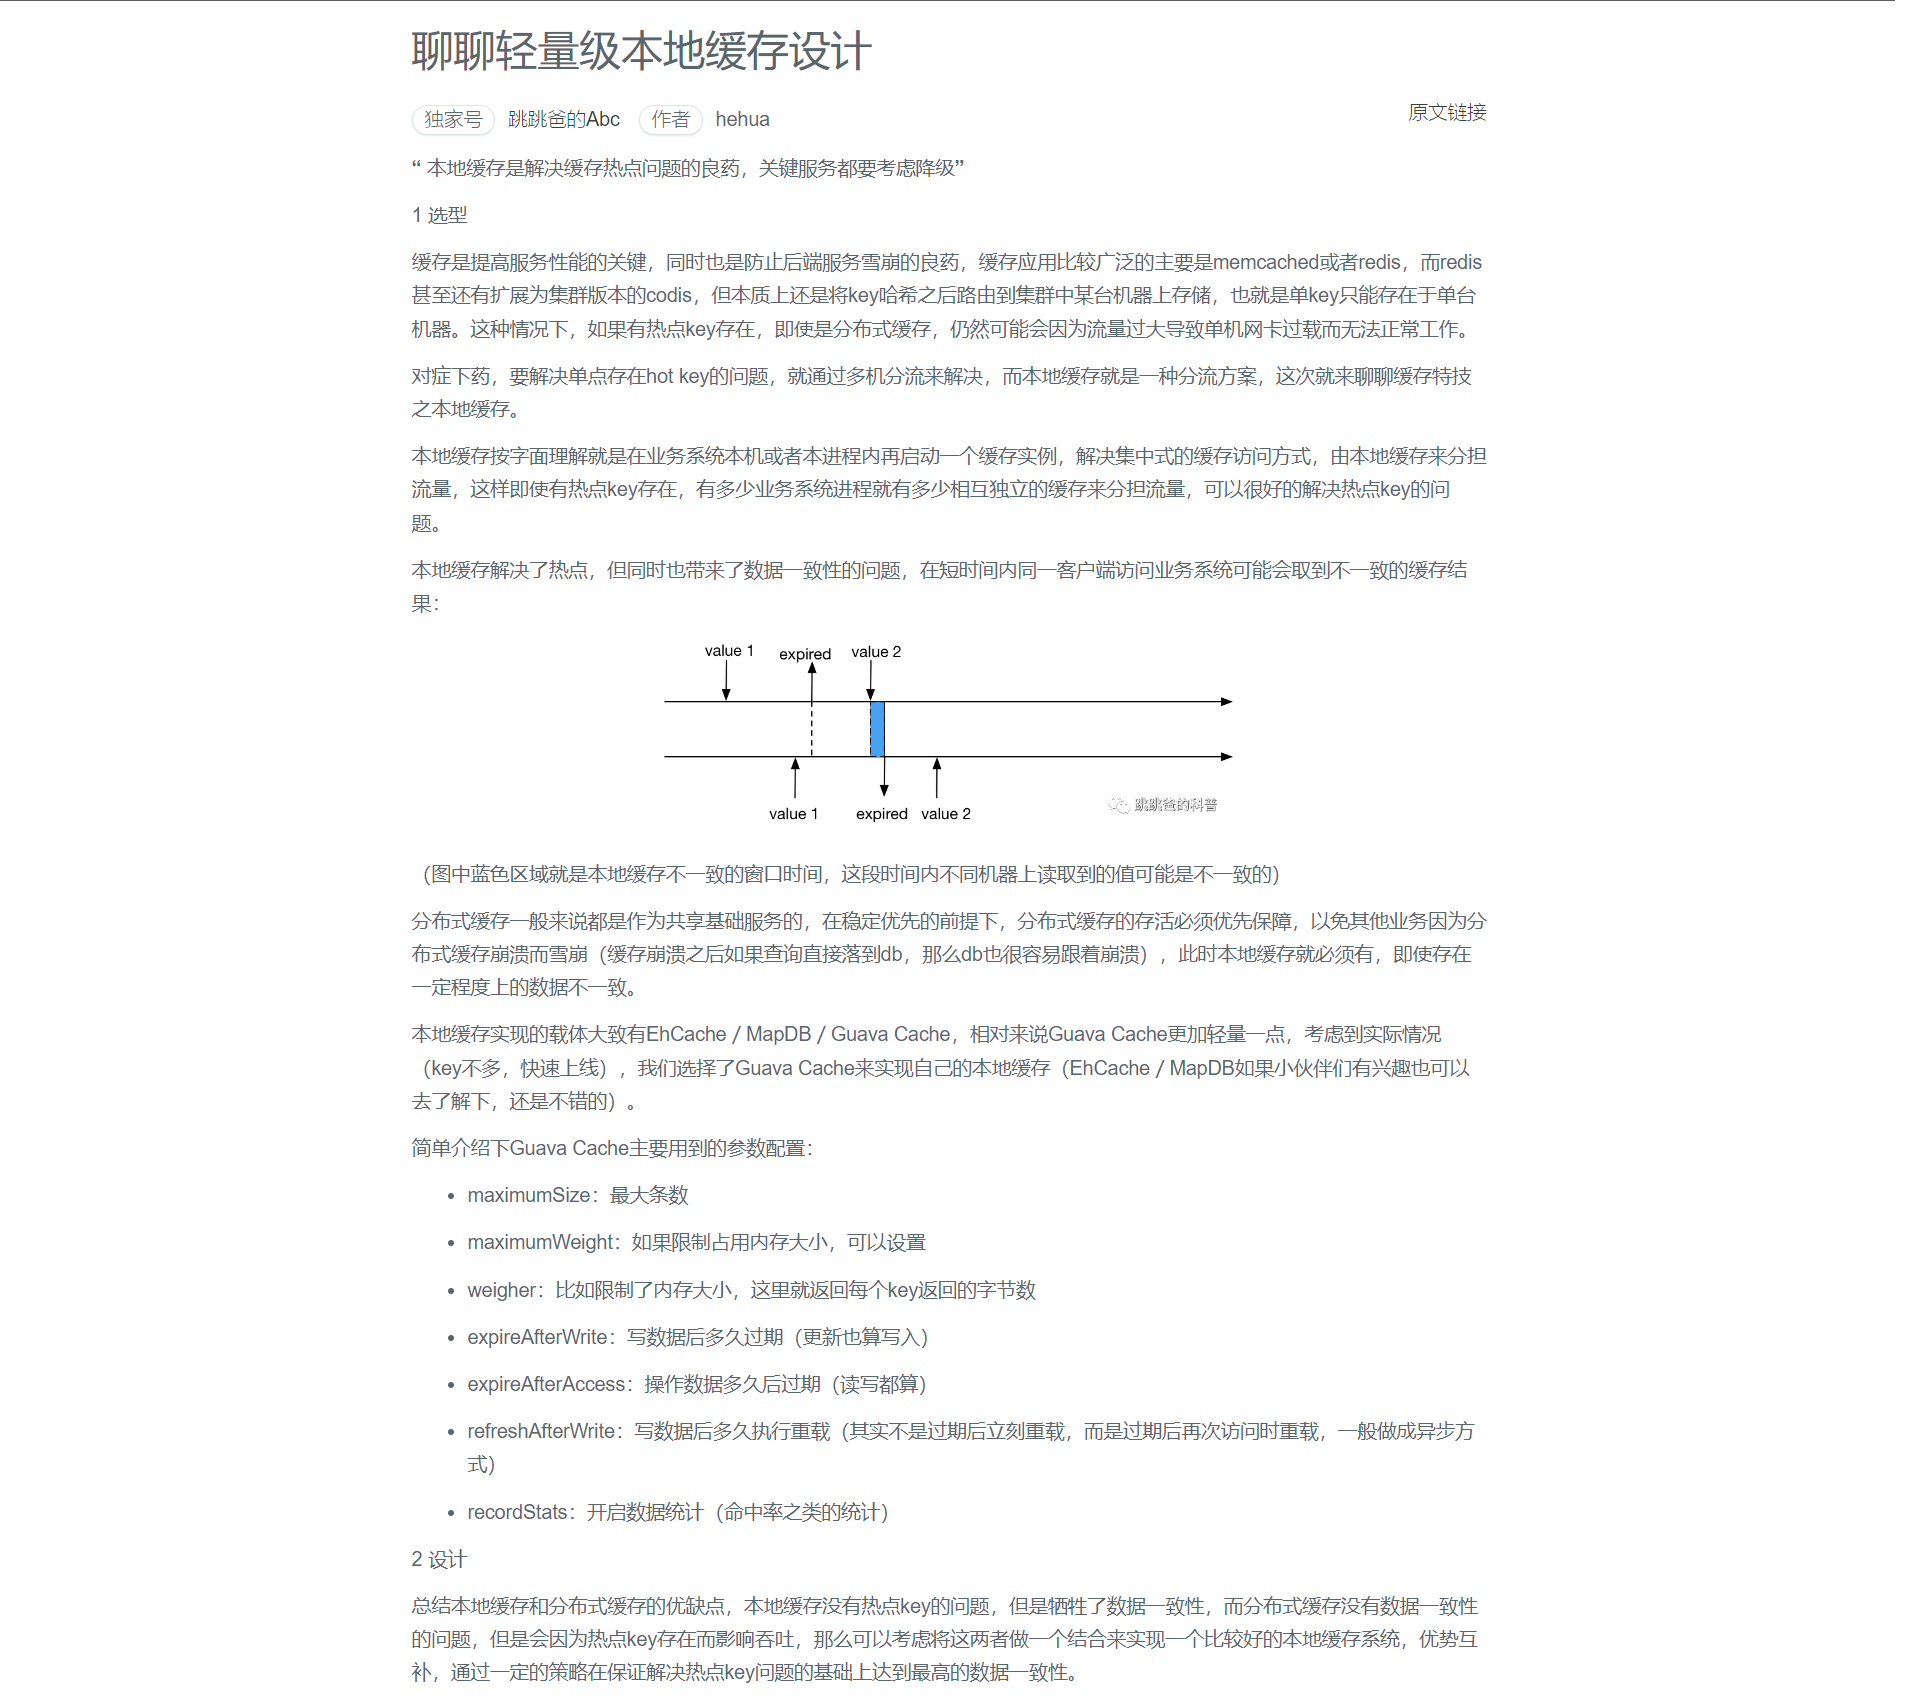 聊聊轻量级本地缓存设计
独家号 跳跳爸的Abc 作者 hehua
原文链接
“ 本地缓存是解决缓存热点问题的良药，关键服务都要考虑降级”
1 选型
缓存是提高服务性能的关键，同时也是防止后端服务雪崩的良药，缓存应用比较广泛的主要是memcached或者redis，而redis
甚至还有扩展为集群版本的codis，但本质上还是将key哈希之后路由到集群中某台机器上存储，也就是单key只能存在于单台
机器。这种情况下，如果有热点key存在，即使是分布式缓存，仍然可能会因为流量过大导致单机网卡过载而无法正常工作。
对症下药，要解决单点存在hot key的问题，就通过多机分流来解决，而本地缓存就是一种分流方案，这次就来聊聊缓存特技
之本地缓存。
本地缓存按字面理解就是在业务系统本机或者本进程内再启动一个缓存实例，解决集中式的缓存访问方式，由本地缓存来分担
流量，这样即使有热点key存在，有多少业务系统进程就有多少相互独立的缓存来分担流量，可以很好的解决热点key的问
题。
本地缓存解决了热点，但同时也带来了数据一致性的问题，在短时间内同一客户端访问业务系统可能会取到不一致的缓存结
果：
value 1 expired value 2
value 1 expired value 2
跳跳爸的科普
（图中蓝色区域就是本地缓存不一致的窗口时间，这段时间内不同机器上读取到的值可能是不一致的）
分布式缓存一般来说都是作为共享基础服务的，在稳定优先的前提下，分布式缓存的存活必须优先保障，以免其他业务因为分
布式缓存崩溃而雪崩（缓存崩溃之后如果查询直接落到db，那么db也很容易跟着崩溃），此时本地缓存就必须有，即使存在
一定程度上的数据不一致。
本地缓存实现的载体大致有EhCache / MapDB / Guava Cache，相对来说Guava Cache更加轻量一点，考虑到实际情况
（key不多，快速上线），我们选择了Guava Cache来实现自己的本地缓存（EhCache / MapDB如果小伙伴们有兴趣也可以
去了解下，还是不错的）。
简单介绍下Guava Cache主要用到的参数配置：
• maximumSize：最大条数
• maximumWeight：如果限制占用内存大小，可以设置
• weigher：比如限制了内存大小，这里就返回每个key返回的字节数
• expireAfterWrite：写数据后多久过期（更新也算写入）
• expireAfterAccess：操作数据多久后过期（读写都算）
• refreshAfterWrite：写数据后多久执行重载（其实不是过期后立刻重载，而是过期后再次访问时重载，一般做成异步方
式）
• recordStats：开启数据统计（命中率之类的统计）
2 设计
总结本地缓存和分布式缓存的优缺点，本地缓存没有热点key的问题，但是牺牲了数据一致性，而分布式缓存没有数据一致性
的问题，但是会因为热点key存在而影响吞吐，那么可以考虑将这两者做一个结合来实现一个比较好的本地缓存系统，优势互
补，通过一定的策略在保证解决热点key问题的基础上达到最高的数据一致性。